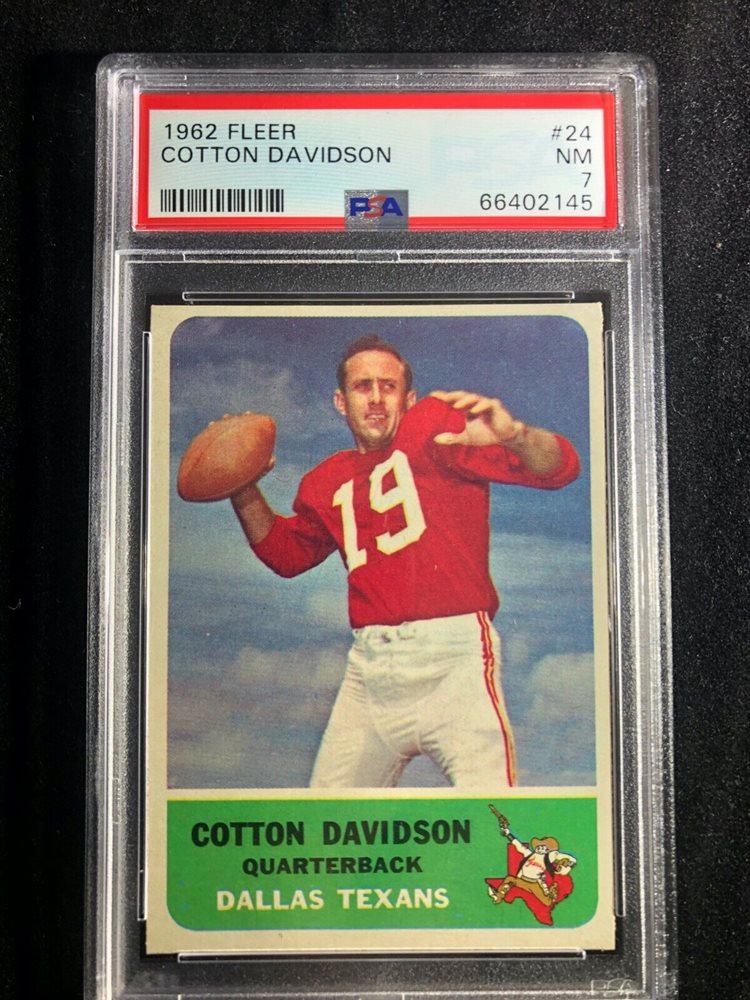 1962 FLEER #24
COTTON DAVIDSON NM
7
PSA 66402145
19
COTTON DAVIDSON
QUARTERBACK
DALLAS TEXANS